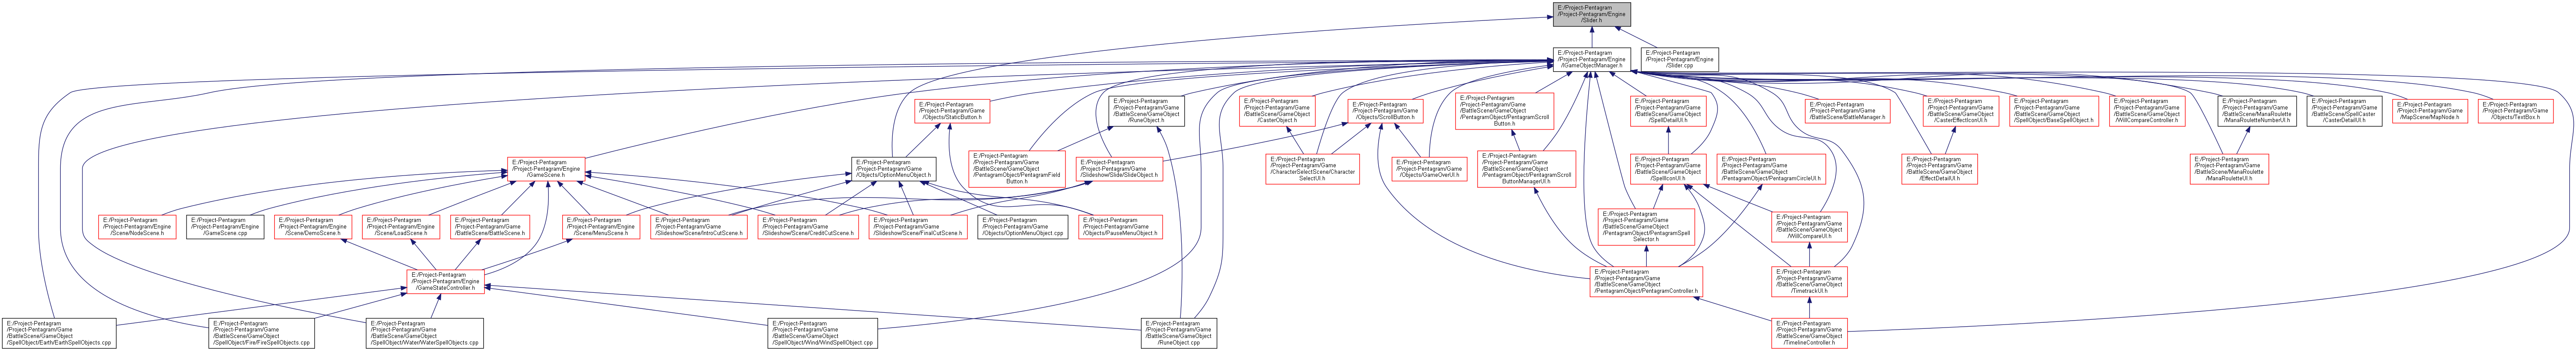 E:/Project-Pentagram
/Project-Pentagram/Engine
/Slider.h
E:/Project-Pentagram
/Project-Pentagram/Engine
/GameObjectManager.h
E:/Project-Pentagram
/Project-Pentagram/Engine
/Slider.cpp
E:/Project-Pentagram
/Project-Pentagram/Game
/Objects/StaticButton.h
E:/Project-Pentagram
/Project-Pentagram/Game
/BattleScene/GameObject
/RuneObject.h
E:/Project-Pentagram
/Project-Pentagram/Game
/BattleScene/GameObject
/CasterObject.h
E:/Project-Pentagram
/Project-Pentagram/Game
/Objects/ScrollButton.h
E:/Project-Pentagram
/Project-Pentagram/Game
/BattleScene/GameObject
/PentagramObject/PentagramScroll
Button.h
E:/Project-Pentagram
/Project-Pentagram/Game
/BattleScene/GameObject
/SpellDetailUI.h
E:/Project-Pentagram
/Project-Pentagram/Game
/BattleScene/BattleManager.h
E:/Project-Pentagram
/Project-Pentagram/Game
/BattleScene/GameObject
/CasterEffectIconUI.h
E:/Project-Pentagram
/Project-Pentagram/Game
/BattleScene/GameObject
/SpellObject/BaseSpellObject.h
E:/Project-Pentagram
/Project-Pentagram/Game
/BattleScene/GameObject
/WillCompareController.h
E:/Project-Pentagram
/Project-Pentagram/Game
/BattleScene/ManaRoulette
/ManaRouletteNumberUI.h
E:/Project-Pentagram
/Project-Pentagram/Game
/BattleScene/SpellCaster
/CasterDetailUI.h
E:/Project-Pentagram
/Project-Pentagram/Game
/MapScene/MapNode.h
E:/Project-Pentagram
/Project-Pentagram/Game
/Objects/TextBox.h
E:/Project-Pentagram
/Project-Pentagram/Engine
/GameScene.h
E:/Project-Pentagram
/Project-Pentagram/Game
/Objects/OptionMenuObject.h
E:/Project-Pentagram
/Project-Pentagram/Game
/BattleScene/GameObject
/PentagramObject/PentagramField
Button.h
E:/Project-Pentagram
/Project-Pentagram/Game
/Slideshow/Slide/SlideObject.h
E:/Project-Pentagram
/Project-Pentagram/Game
/CharacterSelectScene/Character
SelectUI.h
E:/Project-Pentagram
/Project-Pentagram/Game
/Objects/GameOverUI.h
E:/Project-Pentagram
/Project-Pentagram/Game
/BattleScene/GameObject
/PentagramObject/PentagramScroll
ButtonManagerUI.h
E:/Project-Pentagram
/Project-Pentagram/Game
/BattleScene/GameObject
/SpellIconUI.h
E:/Project-Pentagram
/Project-Pentagram/Game
/BattleScene/GameObject
/PentagramObject/PentagramCircleUI.h
E:/Project-Pentagram
/Project-Pentagram/Game
/BattleScene/GameObject
/EffectDetailUI.h
E:/Project-Pentagram
/Project-Pentagram/Game
/BattleScene/ManaRoulette
/ManaRouletteUI.h
E:/Project-Pentagram
/Project-Pentagram/Engine
/Scene/NodeScene.h
E:/Project-Pentagram
/Project-Pentagram/Engine
/GameScene.cpp
E:/Project-Pentagram
/Project-Pentagram/Engine
/Scene/DemoScene.h
E:/Project-Pentagram
/Project-Pentagram/Engine
/Scene/LoadScene.h
E:/Project-Pentagram
/Project-Pentagram/Game
/BattleScene/BattleScene.h
E:/Project-Pentagram
/Project-Pentagram/Engine
/Scene/MenuScene.h
E:/Project-Pentagram
/Project-Pentagram/Game
/Slideshow/Scene/IntroCutScene.h
E:/Project-Pentagram
/Project-Pentagram/Game
/Slideshow/Scene/CreditCutScene.h
E:/Project-Pentagram
/Project-Pentagram/Game
/Slideshow/Scene/FinalCutScene.h
E:/Project-Pentagram
/Project-Pentagram/Game
/Objects/OptionMenuObject.cpp
E:/Project-Pentagram
/Project-Pentagram/Game
/Objects/PauseMenuObject.h
E:/Project-Pentagram
/Project-Pentagram/Game
/BattleScene/GameObject
/PentagramObject/PentagramSpell
Selector.h
E:/Project-Pentagram
/Project-Pentagram/Game
/BattleScene/GameObject
/WillCompareUI.h
E:/Project-Pentagram
/Project-Pentagram/Engine
/GameStateController.h
E:/Project-Pentagram
/Project-Pentagram/Game
/BattleScene/GameObject
/PentagramObject/PentagramController.h
E:/Project-Pentagram
/Project-Pentagram/Game
/BattleScene/GameObject
/TimetrackUI.h
E:/Project-Pentagram
/Project-Pentagram/Game
/BattleScene/GameObject
/SpellObject/Earth/EarthSpellObjects.cpp
E:/Project-Pentagram
/Project-Pentagram/Game
/BattleScene/GameObject
/SpellObject/Fire/FireSpellObjects.cpp
E:/Project-Pentagram
/Project-Pentagram/Game
/BattleScene/GameObject
/SpellObject/Water/WaterSpellObjects.cpp
E:/Project-Pentagram
/Project-Pentagram/Game
/BattleScene/GameObject
/SpellObject/Wind/WindSpellObject.cpp
E:/Project-Pentagram
/Project-Pentagram/Game
/BattleScene/GameObject
/RuneObject.cpp
E:/Project-Pentagram
/Project-Pentagram/Game
/BattleScene/GameObject
/TimelineController.h